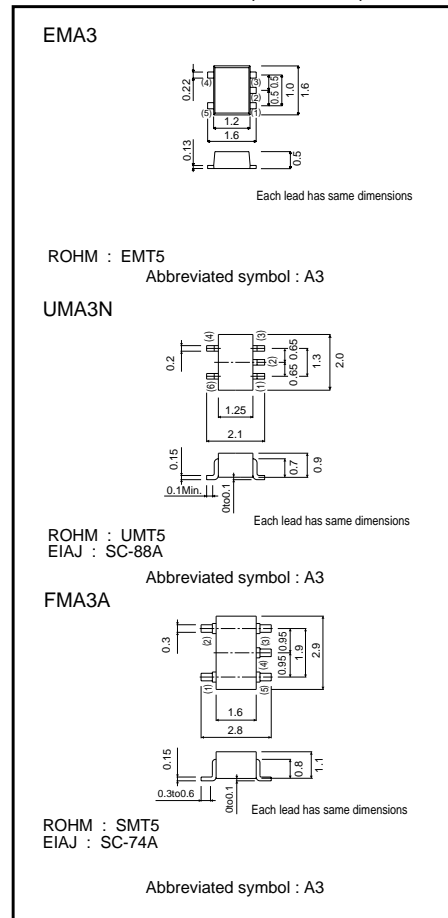 EMA3
0.22
(4)
(3)
0.5 0.5
1.0
1.6
(2)
(5)
(1)
1.2
1.6
0.13
0.5
Each lead has same dimensions
ROHM : EMT5
Abbreviated symbol : A3
UMA3N
(4)
(3)
0.2
(2)
0.65 0.65
1.3
2.0
(6)
(1)
1.25
2.1
0.15
0.7
0.9
0.1Min.
0to0.1
Each lead has same dimensions
ROHM : UMT5
EIAJ : SC-88A
Abbreviated symbol : A3
FMA3A
0.3
(2)
(3)
(4)
0.95 0.95
1.9
2.9
(1)
(5)
1.6
2.8
0.15
0.8
1.1
0.3to0.6
0to0.1
Each lead has same dimensions
ROHM : SMT5
EIAJ : SC-74A
Abbreviated symbol : A3